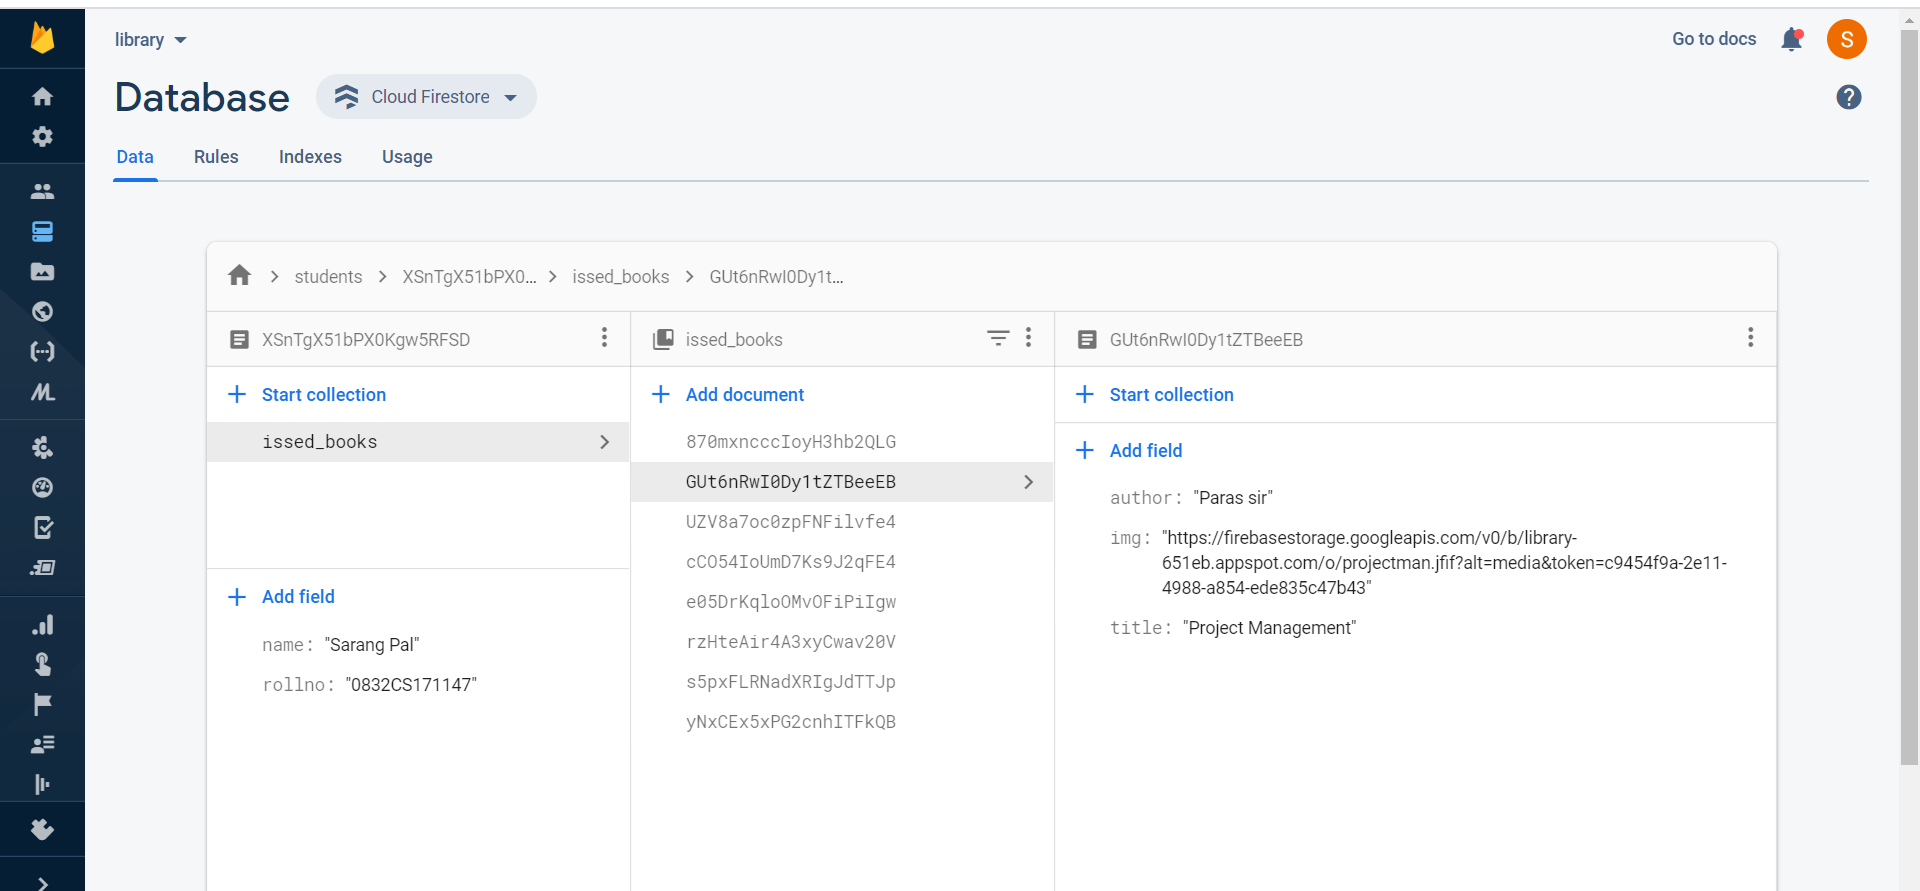 library
Go to docs
S
Database
Cloud Firestore
?
Data
Rules
Indexes
Usage
students
XSnTgX51bPX0...
issed_books
GUt6nRwI0Dy1t...
XSnTgX51bPX0Kgw5RFSD
issed_books
GUt6nRwI0Dy1tZTBeeEB
Start collection
issed_books
Add field
name: "Sarang Pal"
rollno: "0832CS171147"
Add document
870mxncccIoyH3hb2QLG
GUt6nRwI0Dy1tZTBeeEB
UZV8a7oc0zpFNFilvfe4
cCO54IoUmD7Ks9J2qFE4
e05DrKqloOMvOFiPiIgw
rzHteAir4A3xyCwav20V
s5pxFLRNadXRIgJdTTJp
yNxCEx5xPG2cnhITFkQB
Start collection
Add field
author: "Paras sir"
img: "https://firebasestorage.googleapis.com/v0/b/library-
651eb.appspot.com/o/projectman.jfif?alt=media&token=c9454f9a-2e11-
4988-a854-ede835c47b43"
title: "Project Management"